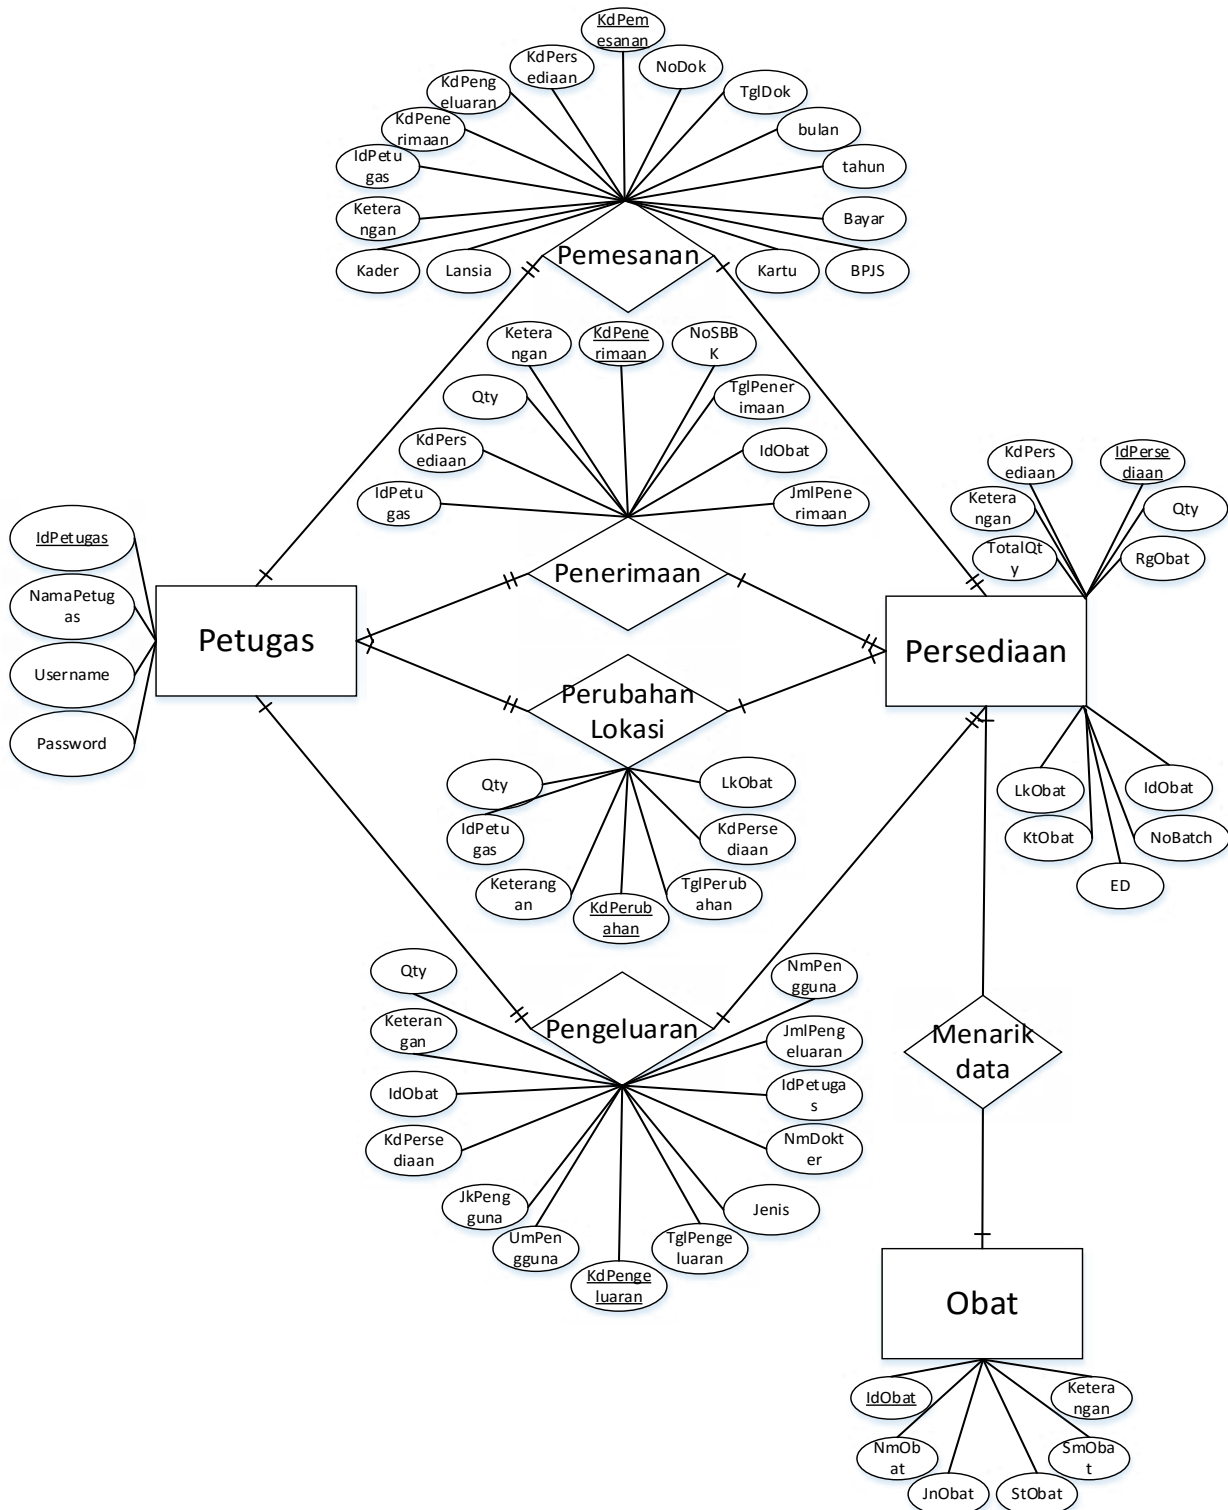 KdPem
esanan
KdPers
ediaan
NoDok
KdPeng
eluaran
TglDok
KdPene
rimaan
bulan
IdPetu
gas
tahun
Ketera
ngan
Bayar
Kader
Lansia
Pemesanan
Kartu
BPJS
Ketera
ngan
KdPene
rimaan
NoSBB
K
Qty
TglPener
imaan
KdPers
ediaan
IdObat
IdPetu
gas
JmlPene
rimaan
KdPers
ediaan
IdPerse
diaan
Ketera
ngan
Qty
TotalQt
y
RgObat
IdPetugas
NamaPetug
as
Username
Password
Petugas
Penerimaan
Persediaan
Perubahan
Lokasi
Qty
LkObat
IdPetu
gas
KdPerse
diaan
Keterang
an
TglPerub
ahan
KdPerub
ahan
LkObat
IdObat
KtObat
NoBatch
ED
Qty
NmPen
gguna
Keteran
gan
Pengeluaran
JmlPeng
eluaran
IdObat
IdPetuga
s
KdPerse
diaan
NmDokt
er
JkPeng
guna
Jenis
UmPen
gguna
TglPenge
luaran
KdPenge
luaran
Menarik
data
Obat
IdObat
Ketera
ngan
NmOb
at
SmOba
t
JnObat
StObat